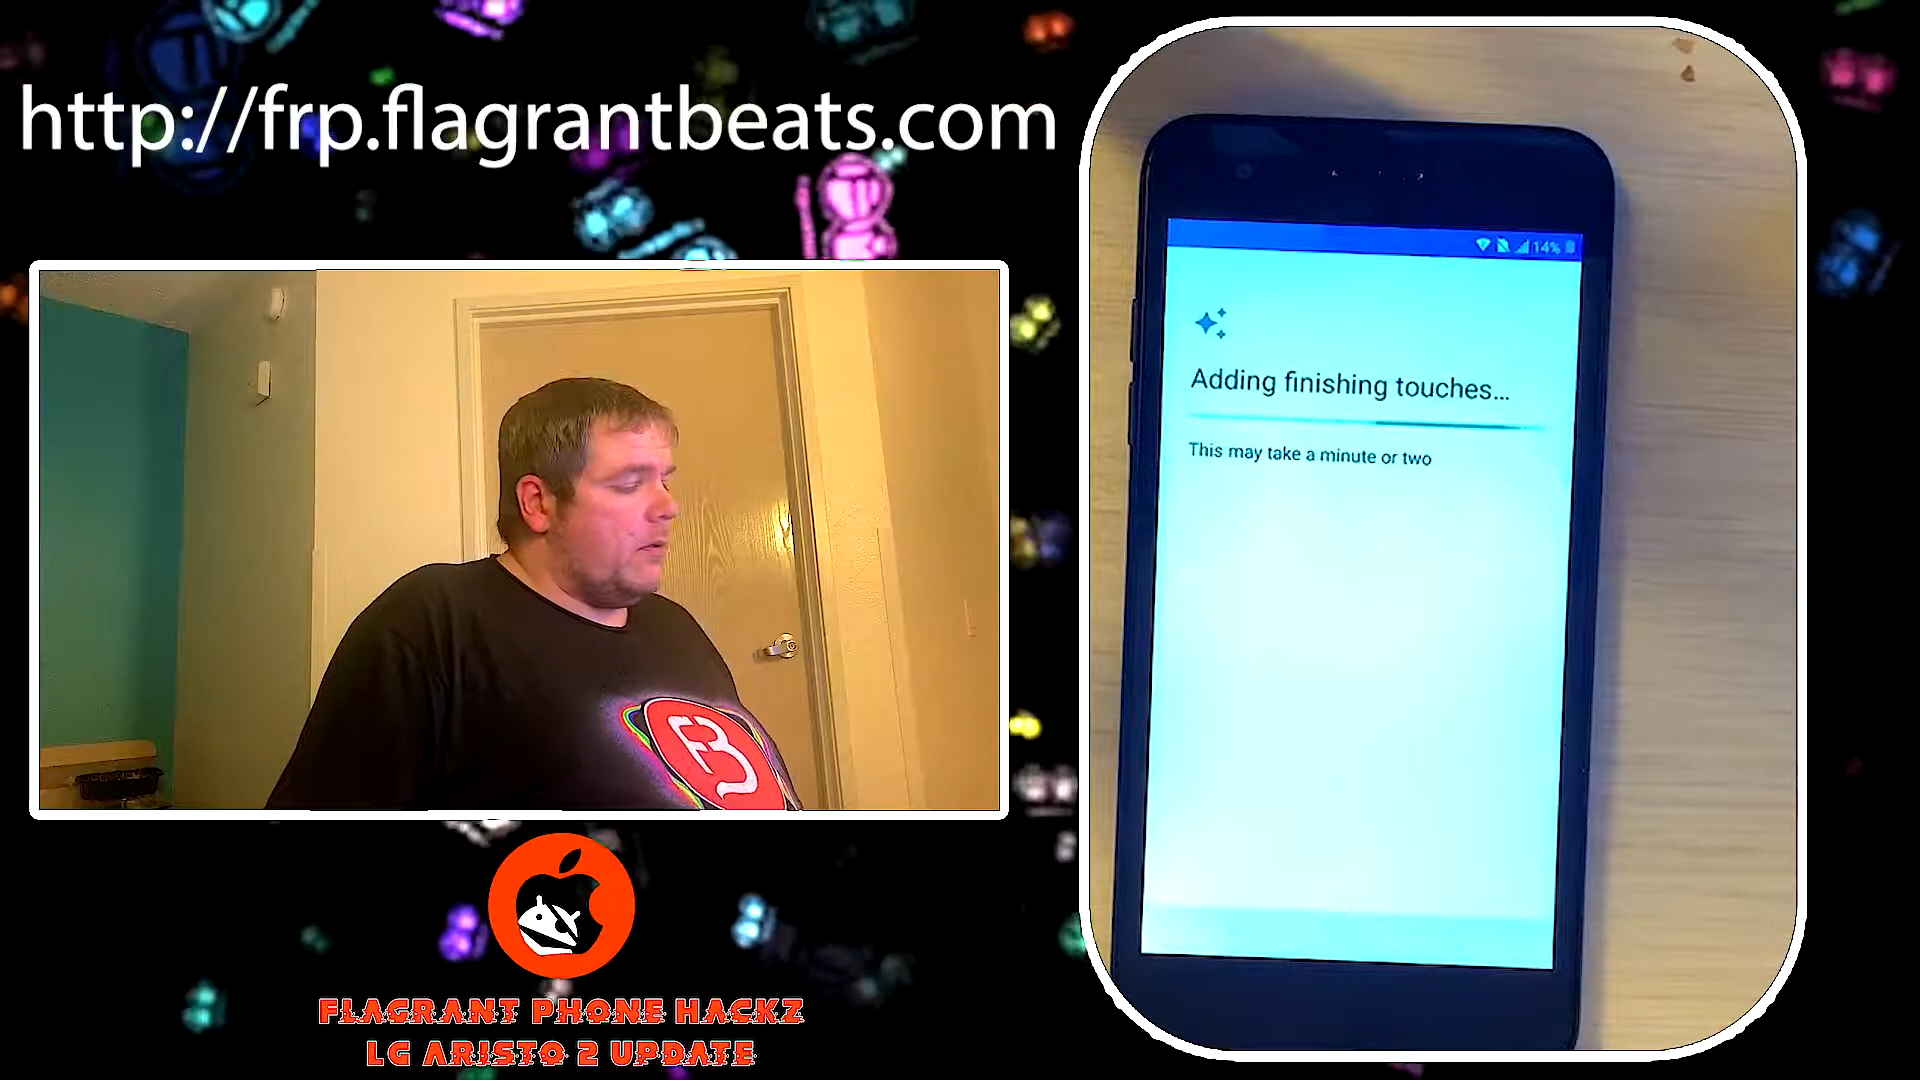 http://frp.flagrantbeats.com
14%
Adding finishing touches...
This may take a minute or two
FB
FLAGRANT PHONE HACKZ
LG ARISTO 2 UPDATE